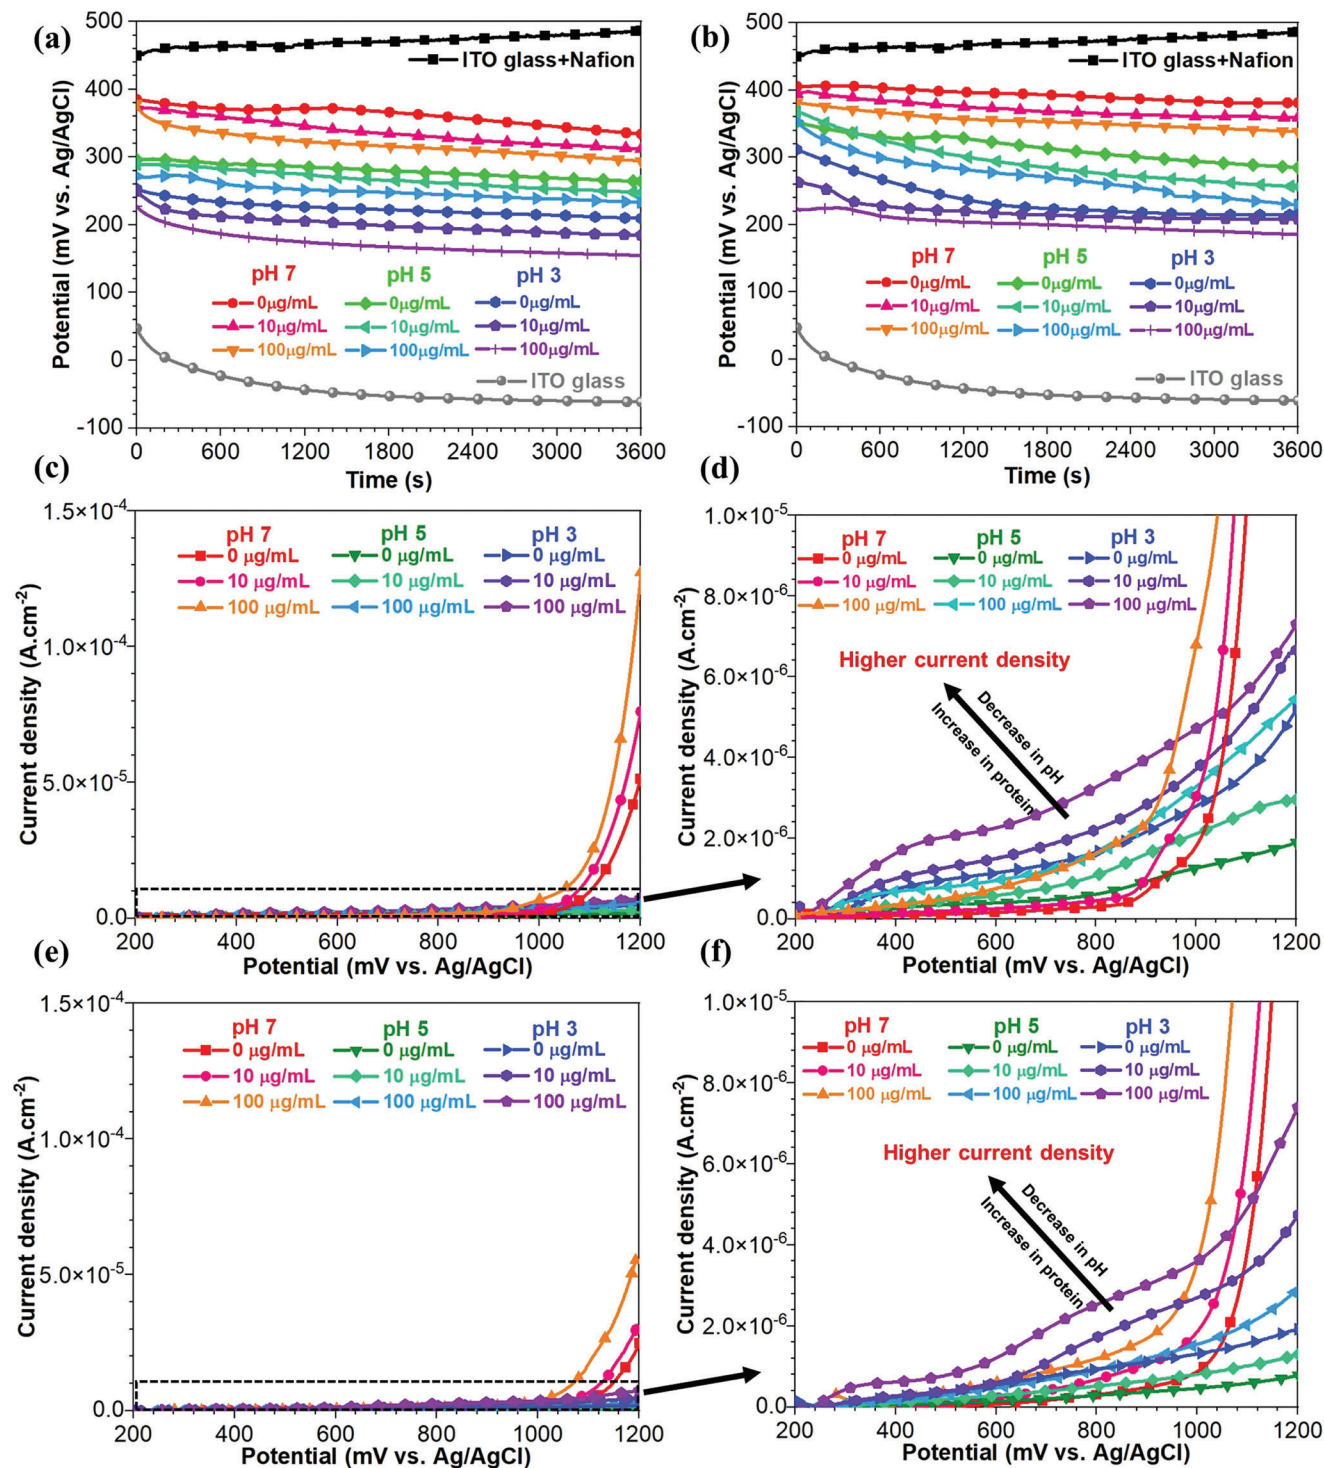 (a)
500
400
300
200
100
0
-100
Potential (mV vs. Ag/AgCl)
ITO glass+Nafion
pH 7 pH 5 pH 3
0μg/mL 0μg/mL 0μg/mL
10μg/mL 10μg/mL 10μg/mL
100μg/mL 100μg/mL 100μg/mL
ITO glass
0 600 1200 1800 2400 3000 3600
Time (s)
(b)
500
400
300
200
100
0
-100
Potential (mV vs. Ag/AgCl)
ITO glass+Nafion
pH 7 pH 5 pH 3
0μg/mL 0μg/mL 0μg/mL
10μg/mL 10μg/mL 10μg/mL
100μg/mL 100μg/mL 100μg/mL
ITO glass
0 600 1200 1800 2400 3000 3600
Time (s)
(c)
1.5×10⁻⁴
1.0×10⁻⁴
5.0×10⁻⁵
0.0
Current density (A.cm⁻²)
pH 7 pH 5 pH 3
0 μg/mL 0 μg/mL 0 μg/mL
10 μg/mL 10 μg/mL 10 μg/mL
100 μg/mL 100 μg/mL 100 μg/mL
200 400 600 800 1000 1200
Potential (mV vs. Ag/AgCl)
(d)
1.0×10⁻⁵
8.0×10⁻⁶
6.0×10⁻⁶
4.0×10⁻⁶
2.0×10⁻⁶
0.0
Current density (A.cm⁻²)
pH 7 pH 5 pH 3
0 μg/mL 0 μg/mL 0 μg/mL
10 μg/mL 10 μg/mL 10 μg/mL
100 μg/mL 100 μg/mL 100 μg/mL
Higher current density
Decrease in pH
Increase in protein
200 400 600 800 1000 1200
Potential (mV vs. Ag/AgCl)
(e)
1.5×10⁻⁴
1.0×10⁻⁴
5.0×10⁻⁵
0.0
Current density (A.cm⁻²)
pH 7 pH 5 pH 3
0 μg/mL 0 μg/mL 0 μg/mL
10 μg/mL 10 μg/mL 10 μg/mL
100 μg/mL 100 μg/mL 100 μg/mL
200 400 600 800 1000 1200
Potential (mV vs. Ag/AgCl)
(f)
1.0×10⁻⁵
8.0×10⁻⁶
6.0×10⁻⁶
4.0×10⁻⁶
2.0×10⁻⁶
0.0
Current density (A.cm⁻²)
pH 7 pH 5 pH 3
0 μg/mL 0 μg/mL 0 μg/mL
10 μg/mL 10 μg/mL 10 μg/mL
100 μg/mL 100 μg/mL 100 μg/mL
Higher current density
Decrease in pH
Increase in protein
200 400 600 800 1000 1200
Potential (mV vs. Ag/AgCl)